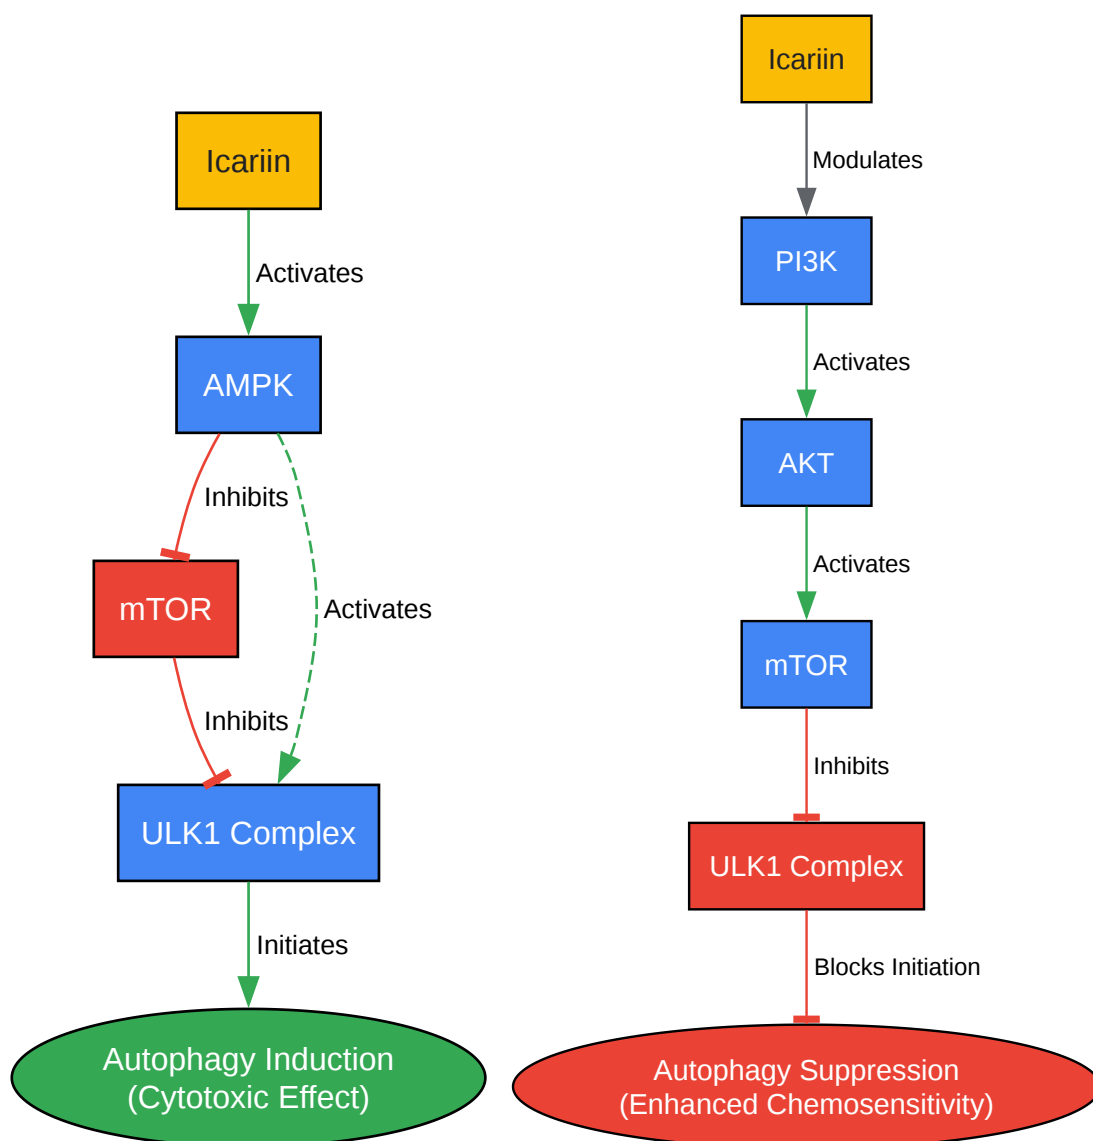 Icariin
Activates
AMPK
Inhibits
mTOR
Activates
Inhibits
ULK1 Complex
Initiates
Autophagy Induction
(Cytotoxic Effect)
Icariin
Modulates
PI3K
Activates
AKT
Activates
mTOR
Inhibits
ULK1 Complex
Blocks Initiation
Autophagy Suppression
(Enhanced Chemosensitivity)